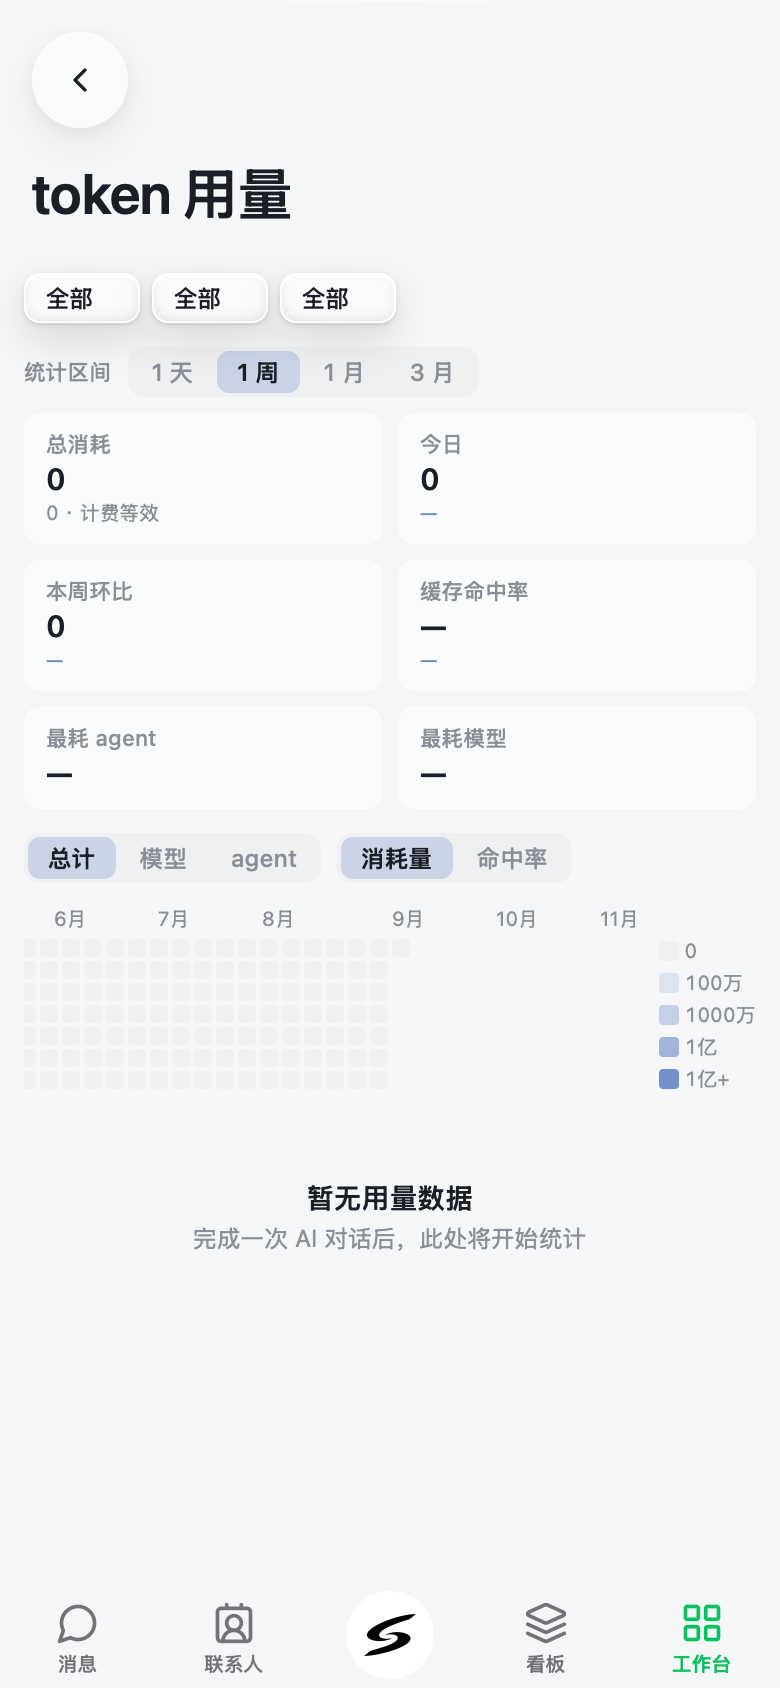 token 用量
全部 全部 全部
统计区间 1 天 1 周 1 月 3 月
总消耗
0
0 · 计费等效
今日
0
—
本周环比
0
—
缓存命中率
—
—
最耗 agent
—
最耗模型
—
总计 模型 agent 消耗量 命中率
6月 7月 8月 9月 10月 11月
0
100万
1000万
1亿
1亿+
暂无用量数据
完成一次 AI 对话后，此处将开始统计
消息 联系人 看板 工作台